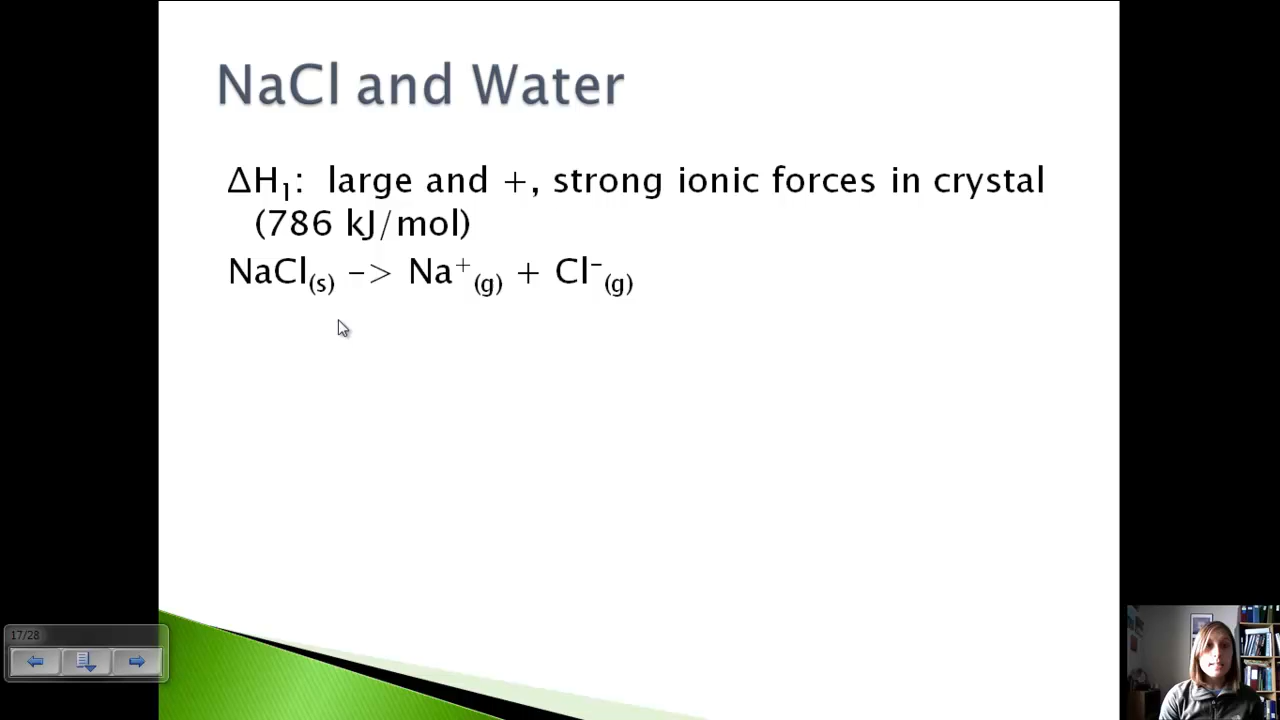 NaCl and Water
ΔH₁: large and +, strong ionic forces in crystal
(786 kJ/mol)
NaCl₍s₎ –> Na⁺₍g₎ + Cl⁻₍g₎
17/28